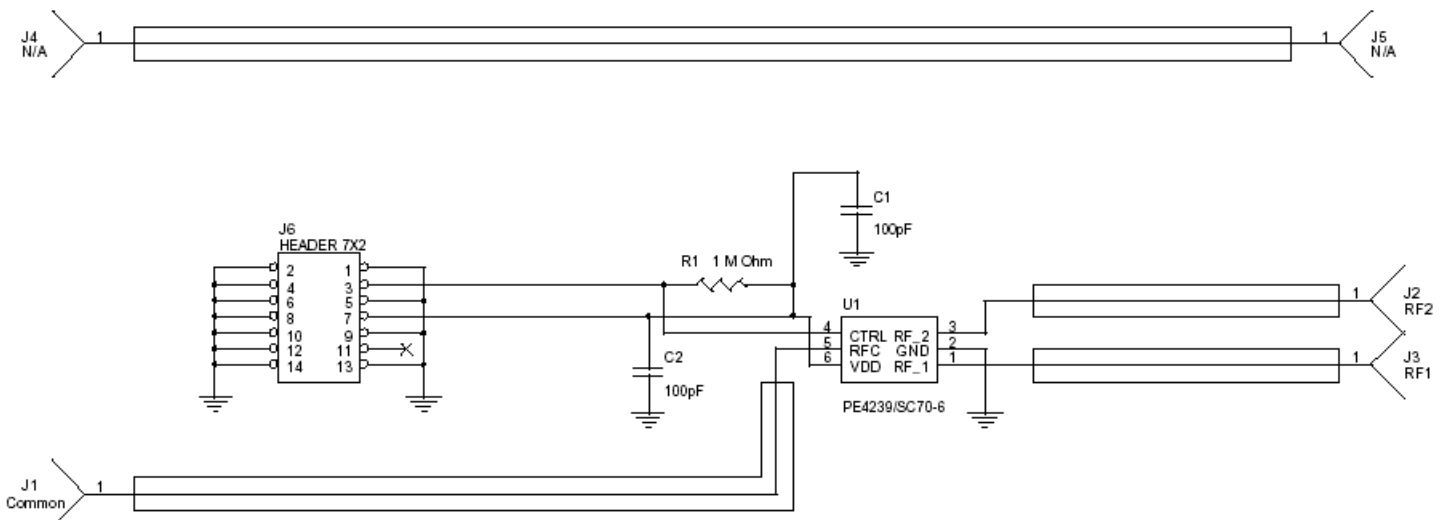 J4
N/A
1
1
J5
N/A
J6
HEADER 7X2
2 1
4 3
6 5
8 7
10 9
12 11
14 13
R1 1 M Ohm
C1
100pF
C2
100pF
U1
4 CTRL RF_2 3
5 RFC GND 2
6 VDD RF_1 1
PE4239/SC70-6
1
J2
RF2
1
J3
RF1
J1
Common
1